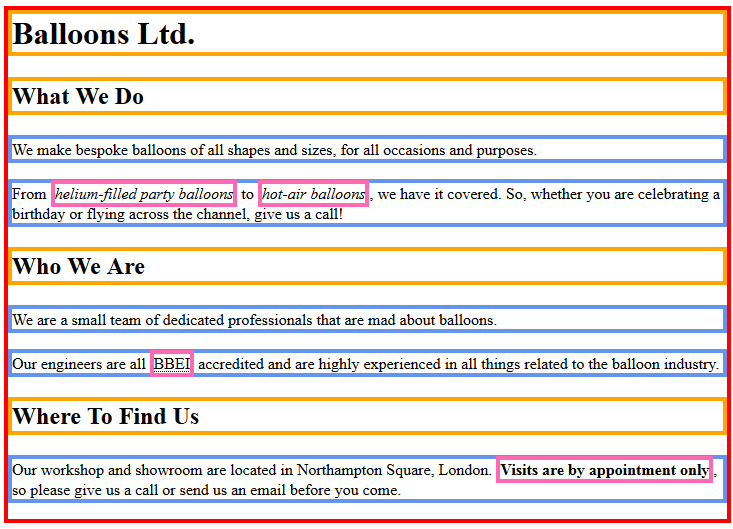 Balloons Ltd.
What We Do
We make bespoke balloons of all shapes and sizes, for all occasions and purposes.
From helium-filled party balloons to hot-air balloons, we have it covered. So, whether you are celebrating a
birthday or flying across the channel, give us a call!
Who We Are
We are a small team of dedicated professionals that are mad about balloons.
Our engineers are all BBEI accredited and are highly experienced in all things related to the balloon industry.
Where To Find Us
Our workshop and showroom are located in Northampton Square, London. Visits are by appointment only,
so please give us a call or send us an email before you come.